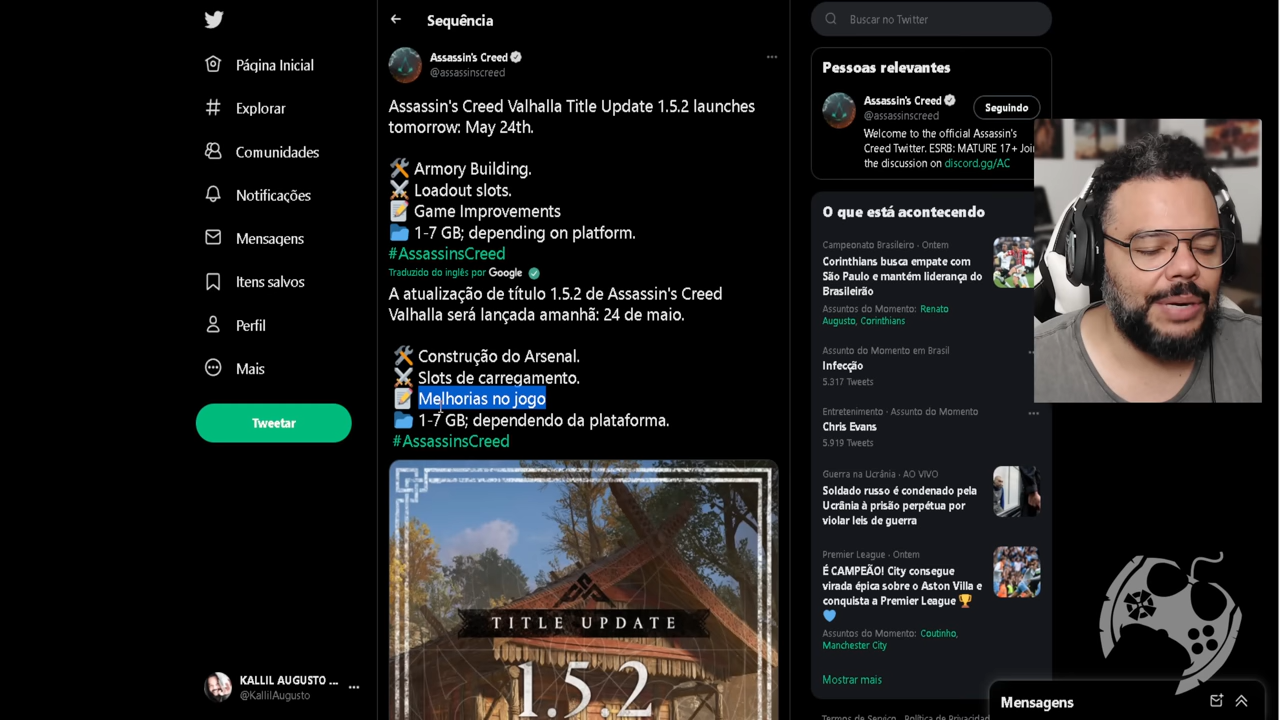 Página Inicial
Explorar
Comunidades
Notificações
Mensagens
Itens salvos
Perfil
Mais
Tweetar
KALLIL AUGUSTO ...
@KallilAugusto
Sequência
Assassin's Creed
@assassinscreed
Assassin's Creed Valhalla Title Update 1.5.2 launches
tomorrow: May 24th.
Armory Building.
Loadout slots.
Game Improvements
1-7 GB; depending on platform.
#AssassinsCreed
Traduzido do inglês por Google
A atualização de título 1.5.2 de Assassin's Creed
Valhalla será lançada amanhã: 24 de maio.
Construção do Arsenal.
Slots de carregamento.
Melhorias no jogo
1-7 GB; dependendo da plataforma.
#AssassinsCreed
TITLE UPDATE
1.5.2
Buscar no Twitter
Pessoas relevantes
Assassin's Creed
@assassinscreed
Seguindo
Welcome to the official Assassin's
Creed Twitter. ESRB: MATURE 17+ Joi
the discussion on discord.gg/AC
O que está acontecendo
Campeonato Brasileiro · Ontem
Corinthians busca empate com
São Paulo e mantém liderança do
Brasileirão
Assuntos do Momento: Renato
Augusto, Corinthians
Assunto do Momento em Brasil
Infecção
5.317 Tweets
Entretenimento · Assunto do Momento
Chris Evans
5.919 Tweets
Guerra na Ucrânia · AO VIVO
Soldado russo é condenado pela
Ucrânia à prisão perpétua por
violar leis de guerra
Premier League · Ontem
É CAMPEÃO! City consegue
virada épica sobre o Aston Villa e
conquista a Premier League 🏆
💙
Assuntos do Momento: Coutinho,
Manchester City
Mostrar mais
Termos de Serviço Política de Privacidad
Mensagens